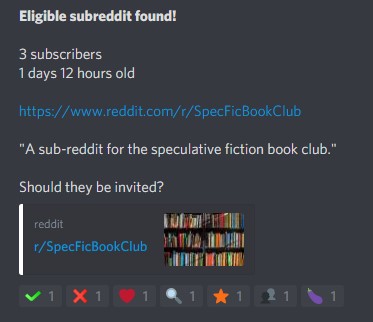 Eligible subreddit found!
3 subscribers
1 days 12 hours old
https://www.reddit.com/r/SpecFicBookClub
"A sub-reddit for the speculative fiction book club."
Should they be invited?
reddit
r/SpecFicBookClub
1 1 1 1 1 1 1